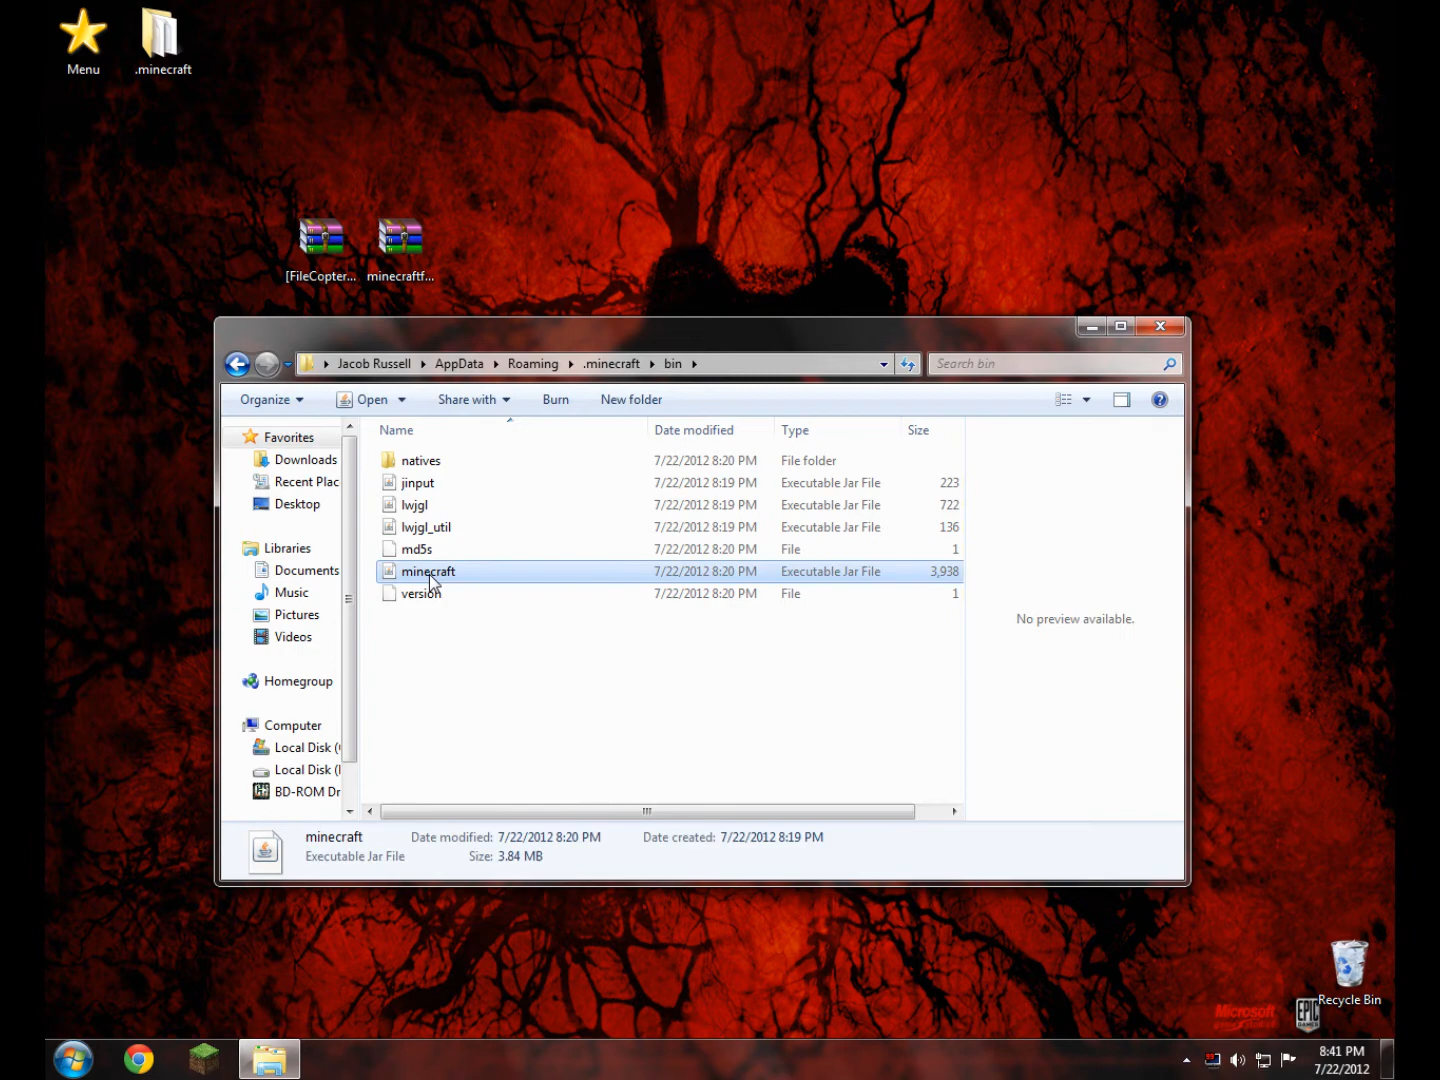 Menu
.minecraft
[FileCopter...
minecraftf...
Jacob Russell
AppData
Roaming
.minecraft
bin
Search bin
Organize
Open
Share with
Burn
New folder
Name
Date modified
Type
Size
natives 7/22/2012 8:20 PM File folder
jinput 7/22/2012 8:19 PM Executable Jar File 223
lwjgl 7/22/2012 8:19 PM Executable Jar File 722
lwjgl_util 7/22/2012 8:19 PM Executable Jar File 136
md5s 7/22/2012 8:20 PM File 1
minecraft 7/22/2012 8:20 PM Executable Jar File 3,938
version 7/22/2012 8:20 PM File 1
Favorites
Downloads
Recent Plac
Desktop
Libraries
Documents
Music
Pictures
Videos
Homegroup
Computer
Local Disk (
Local Disk (
BD-ROM Dr
No preview available.
minecraft Date modified: 7/22/2012 8:20 PM Date created: 7/22/2012 8:19 PM
Executable Jar File Size: 3.84 MB
Microsoft
EPIC
GAMES
Recycle Bin
8:41 PM
7/22/2012